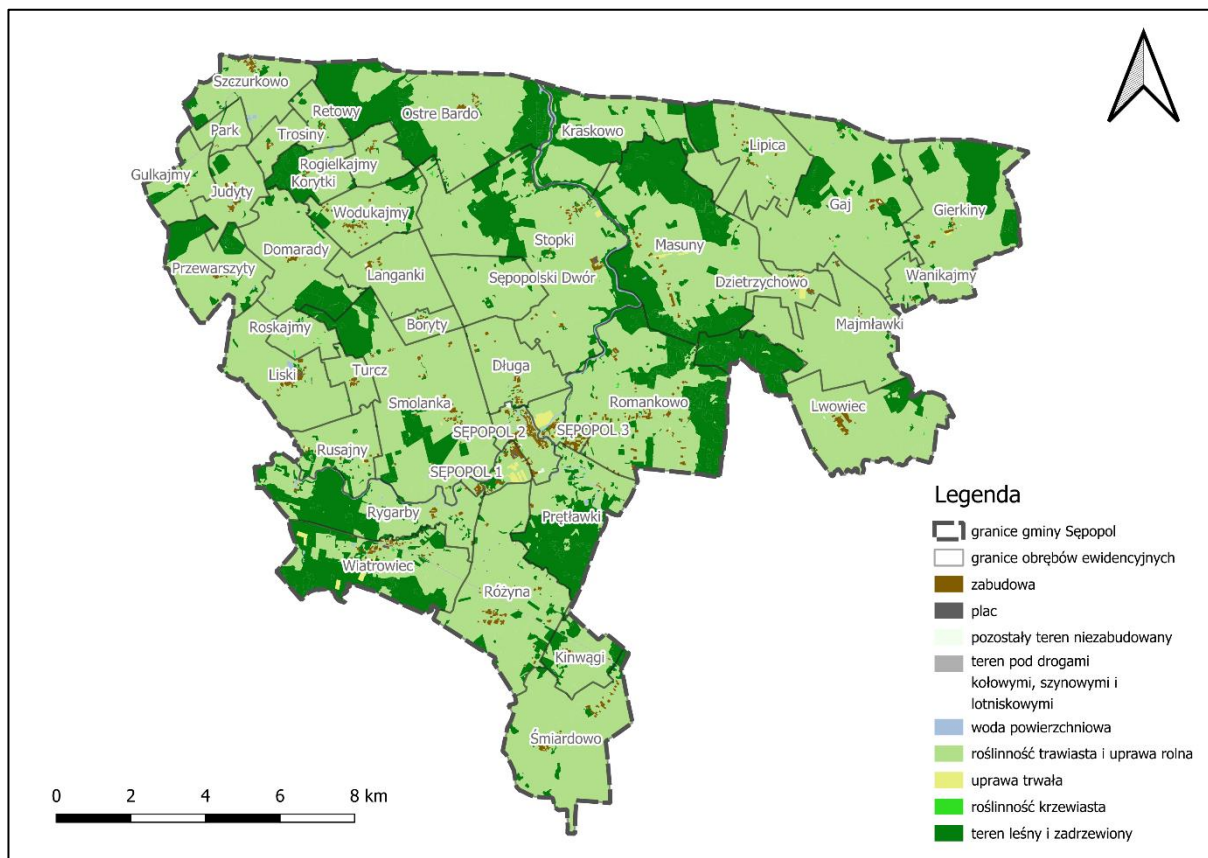 Szczurkowo
Retowy
Ostre Bardo
Park
Trosiny
Kraskowo
Lipica
Rogielkajmy
Gulkajmy
Korytki
Judyty
Gaj
Wodukajmy
Gierkiny
Domarady
Stopki
Masuny
Przewarszyty
Langanki
Sępopolski Dwór
Dzietrzychowo
Wanikajmy
Roskajmy
Boryty
Majmławki
Liski
Turcz
Długa
Smolanka
Romankowo
Lwowiec
SĘPOPOL 2
SĘPOPOL 3
Rusajny
SĘPOPOL 1
Rygarby
Prętławki
Wiatrowiec
Różyna
Kinwągi
Śmiardowo
0 2 4 6 8 km
Legenda
granice gminy Sępopol
granice obrębów ewidencyjnych
zabudowa
plac
pozostały teren niezabudowany
teren pod drogami
kołowymi, szynowymi i
lotniskowymi
woda powierzchniowa
roślinność trawiasta i uprawa rolna
uprawa trwała
roślinność krzewiasta
teren leśny i zadrzewiony